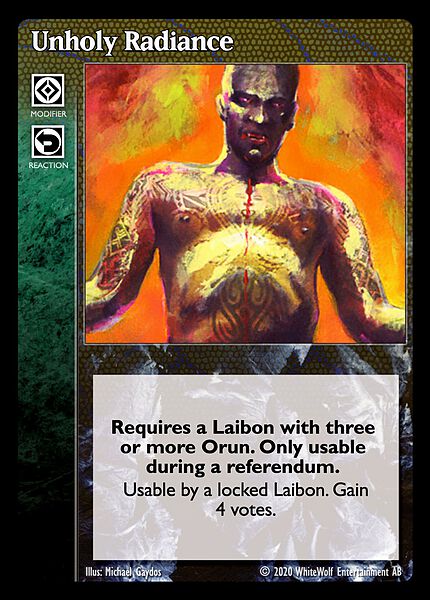 Unholy Radiance
MODIFIER
REACTION
Requires a Laibon with three
or more Orun. Only usable
during a referendum.
Usable by a locked Laibon. Gain
4 votes.
Illus: Michael Gaydos © 2020 WhiteWolf Entertainment AB